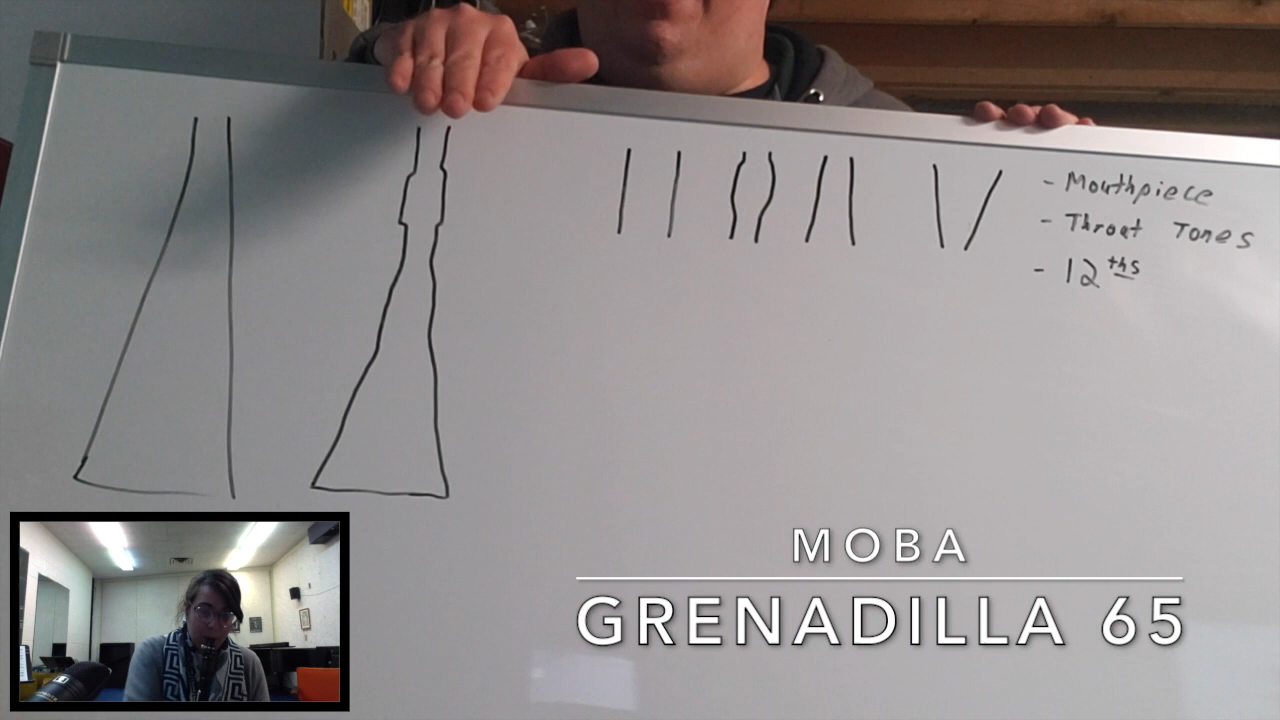 - Mouthpiece
- Throat Tones
- 12ths
MOBA
GRENADILLA 65